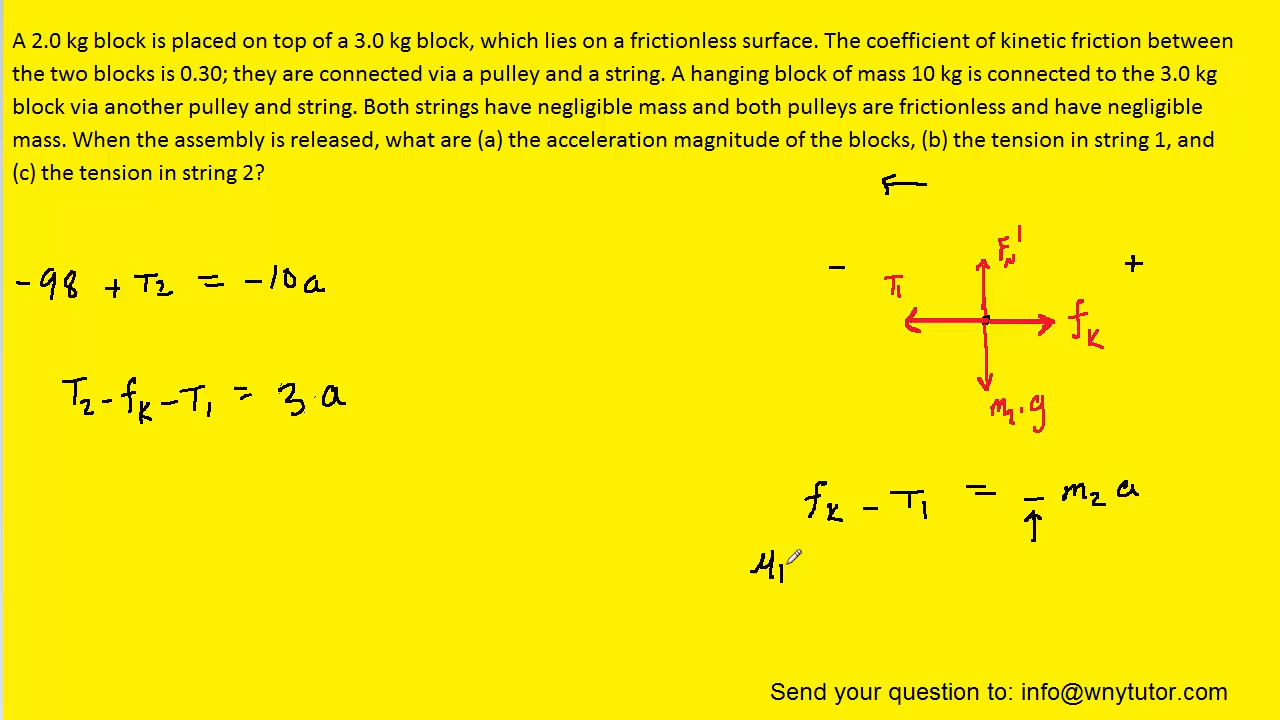 A 2.0 kg block is placed on top of a 3.0 kg block, which lies on a frictionless surface. The coefficient of kinetic friction between
the two blocks is 0.30; they are connected via a pulley and a string. A hanging block of mass 10 kg is connected to the 3.0 kg
block via another pulley and string. Both strings have negligible mass and both pulleys are frictionless and have negligible
mass. When the assembly is released, what are (a) the acceleration magnitude of the blocks, (b) the tension in string 1, and
(c) the tension in string 2?
←
F_N'
- +
-98 + T₂ = -10a
T₁
f_K
T₂ - f_K - T₁ = 3·a
m₂·g
f_K - T₁ = - m₂ a
↑
μ
Send your question to: info@wnytutor.com